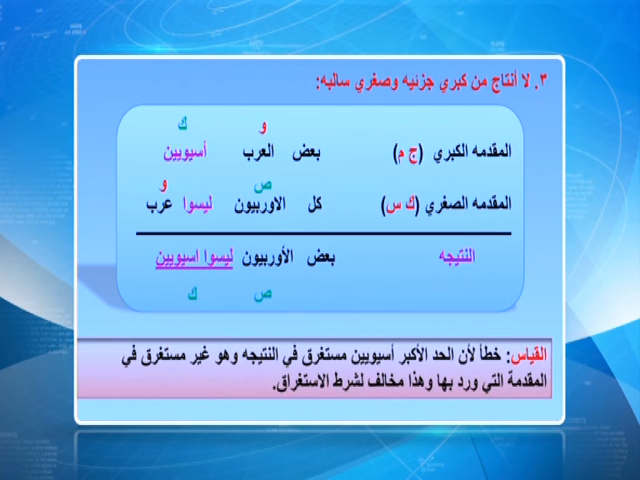 ٣. لا أنتاج من كبري جزئيه وصغري سالبه:
و ك
المقدمه الكبري (ج م) بعض العرب أسيويين
ص و
المقدمه الصغري (ك س) كل الاوربيون ليسوا عرب
النتيجه بعض الأوربيون ليسوا اسيويين
ص ك
القياس: خطأ لأن الحد الأكبر أسيويين مستغرق في النتيجه وهو غير مستغرق في
المقدمة التي ورد بها وهذا مخالف لشرط الاستغراق.